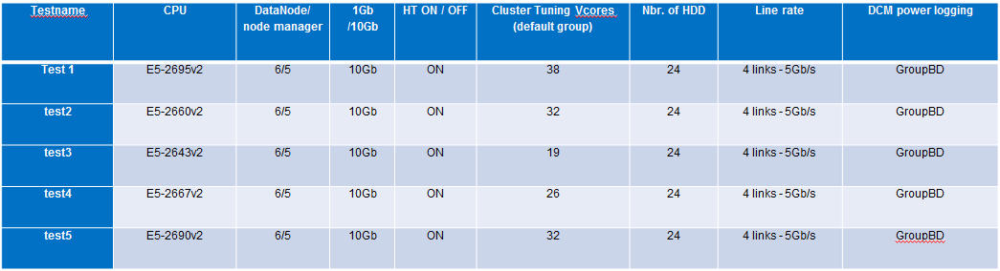 Testname CPU DataNode/ node manager 1Gb /10Gb HT ON / OFF Cluster Tuning Vcores (default group) Nbr. of HDD Line rate DCM power logging
Test 1 E5-2695v2 6/5 10Gb ON 38 24 4 links - 5Gb/s GroupBD
test2 E5-2660v2 6/5 10Gb ON 32 24 4 links - 5Gb/s GroupBD
test3 E5-2643v2 6/5 10Gb ON 19 24 4 links - 5Gb/s GroupBD
test4 E5-2667v2 6/5 10Gb ON 26 24 4 links - 5Gb/s GroupBD
test5 E5-2690v2 6/5 10Gb ON 32 24 4 links - 5Gb/s GroupBD